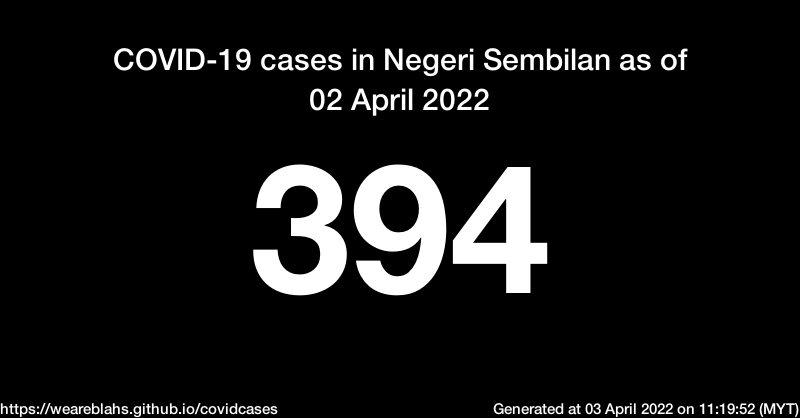 COVID-19 cases in Negeri Sembilan as of
02 April 2022
394
https://weareblahs.github.io/covidcases
Generated at 03 April 2022 on 11:19:52 (MYT)